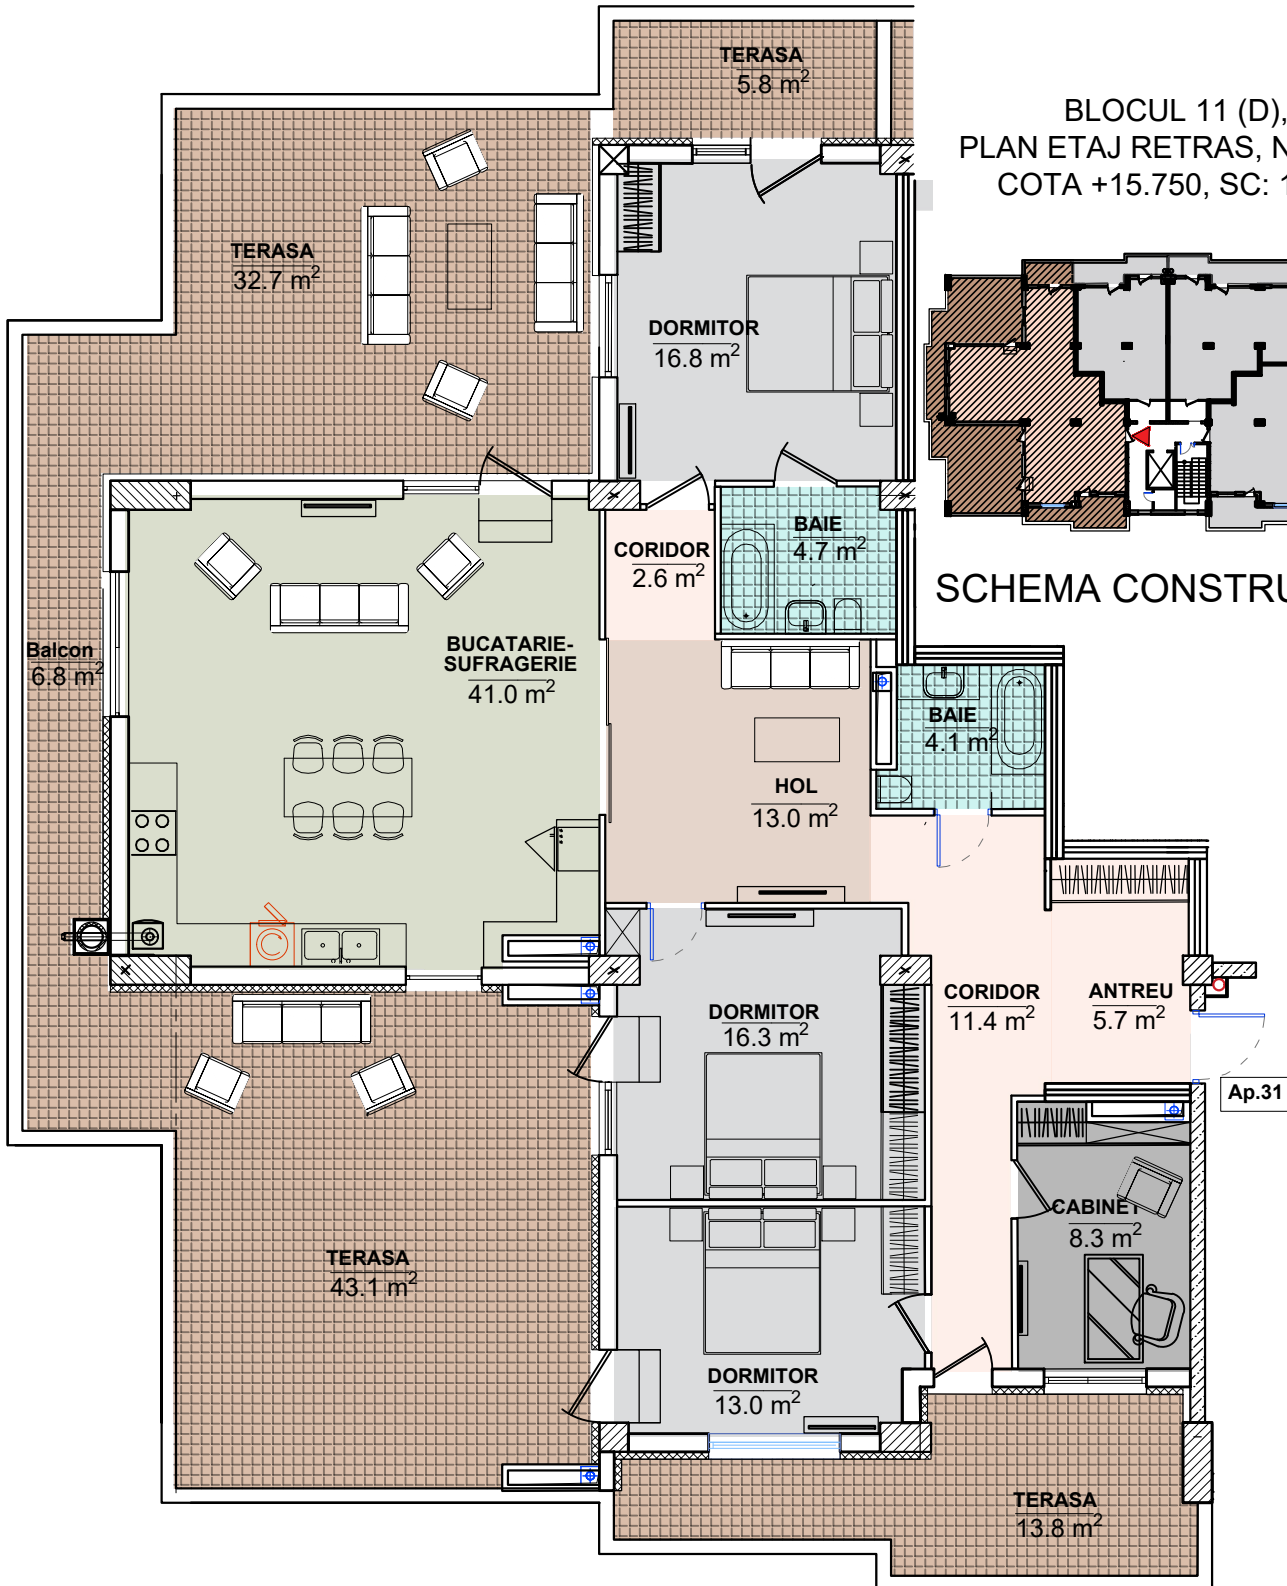 TERASA
5.8 m²
BLOCUL 11 (D),
PLAN ETAJ RETRAS, N
COTA +15.750, SC: 1
TERASA
32.7 m²
DORMITOR
16.8 m²
BAIE
4.7 m²
CORIDOR
2.6 m²
SCHEMA CONSTRU
Balcon
6.8 m²
BUCATARIE-
SUFRAGERIE
41.0 m²
BAIE
4.1 m²
HOL
13.0 m²
DORMITOR
16.3 m²
CORIDOR
11.4 m²
ANTREU
5.7 m²
Ap.31
CABINET
8.3 m²
TERASA
43.1 m²
DORMITOR
13.0 m²
TERASA
13.8 m²